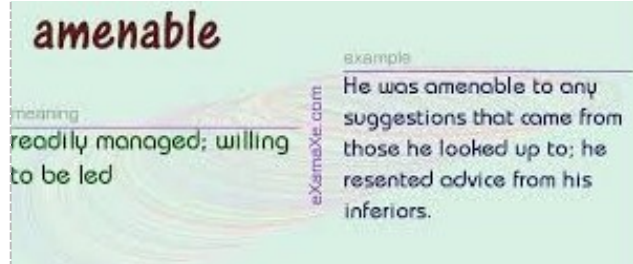 amenable
meaning
readily managed; willing
to be led
eXamaXe.com
example
He was amenable to any
suggestions that came from
those he looked up to; he
resented advice from his
inferiors.